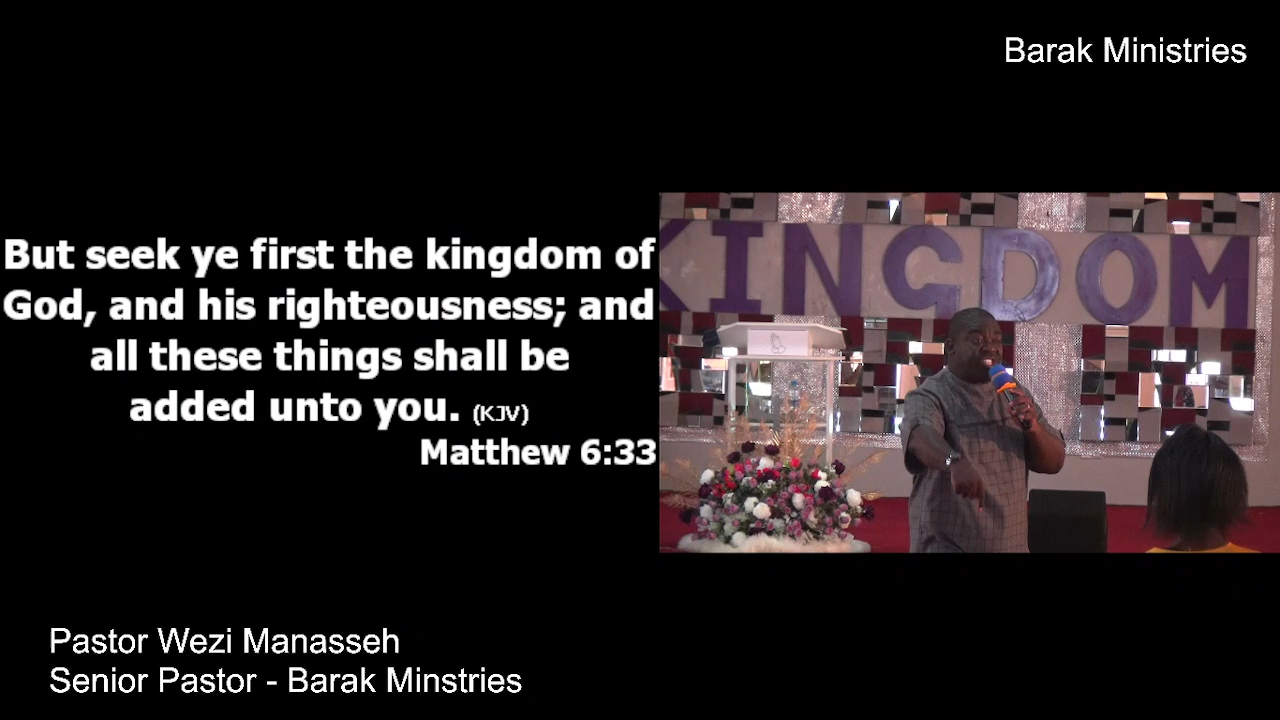 Barak Ministries
But seek ye first the kingdom of
God, and his righteousness; and
all these things shall be
added unto you. (KJV)
Matthew 6:33
KINGDOM
Pastor Wezi Manasseh
Senior Pastor - Barak Minstries